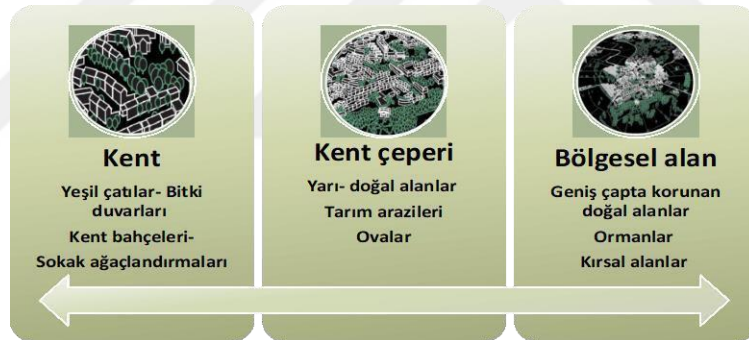 Kent
Yeşil çatılar- Bitki
duvarları
Kent bahçeleri-
Sokak ağaçlandırmaları
Kent çeperi
Yarı- doğal alanlar
Tarım arazileri
Ovalar
Bölgesel alan
Geniş çapta korunan
doğal alanlar
Ormanlar
Kırsal alanlar